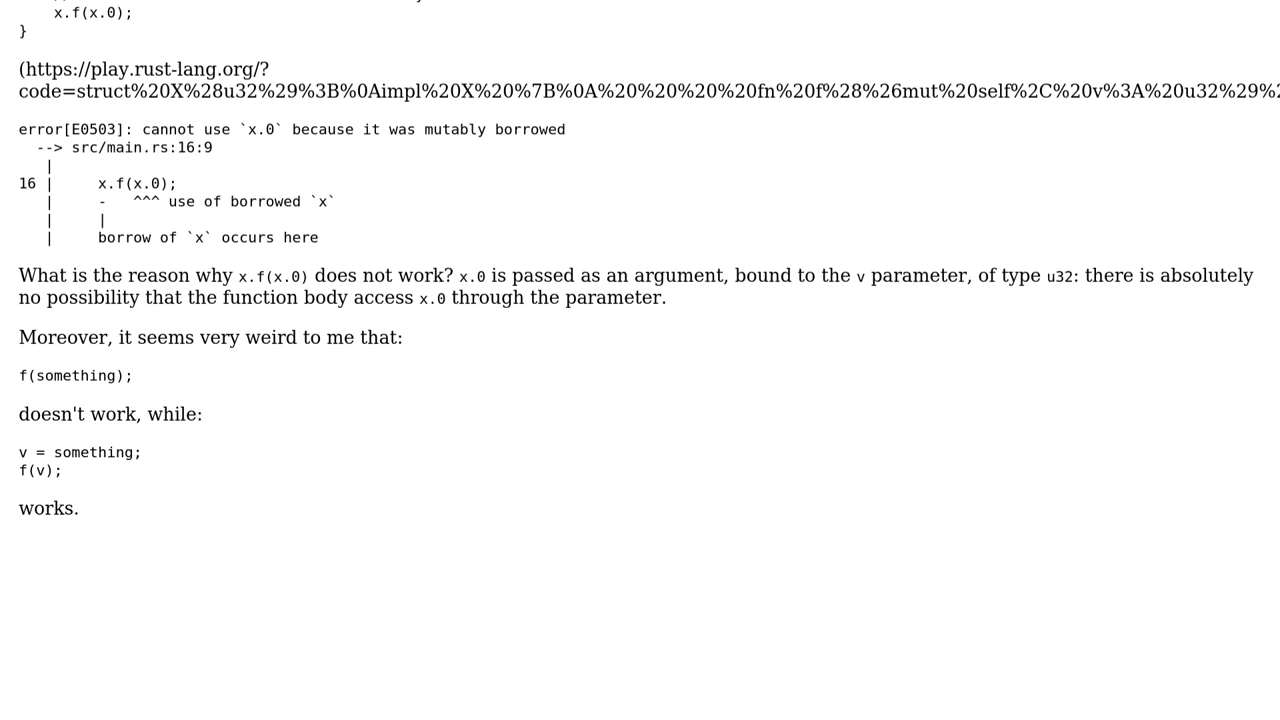 x.f(x.0);
}
(https://play.rust-lang.org/?
code=struct%20X%28u32%29%3B%0Aimpl%20X%20%7B%0A%20%20%20%20fn%20f%28%26mut%20self%2C%20v%3A%20u32%29%2
error[E0503]: cannot use `x.0` because it was mutably borrowed
  --> src/main.rs:16:9
   |
16 |     x.f(x.0);
   |     -   ^^^ use of borrowed `x`
   |     |
   |     borrow of `x` occurs here
What is the reason why x.f(x.0) does not work? x.0 is passed as an argument, bound to the v parameter, of type u32: there is absolutely
no possibility that the function body access x.0 through the parameter.
Moreover, it seems very weird to me that:
f(something);
doesn't work, while:
v = something;
f(v);
works.